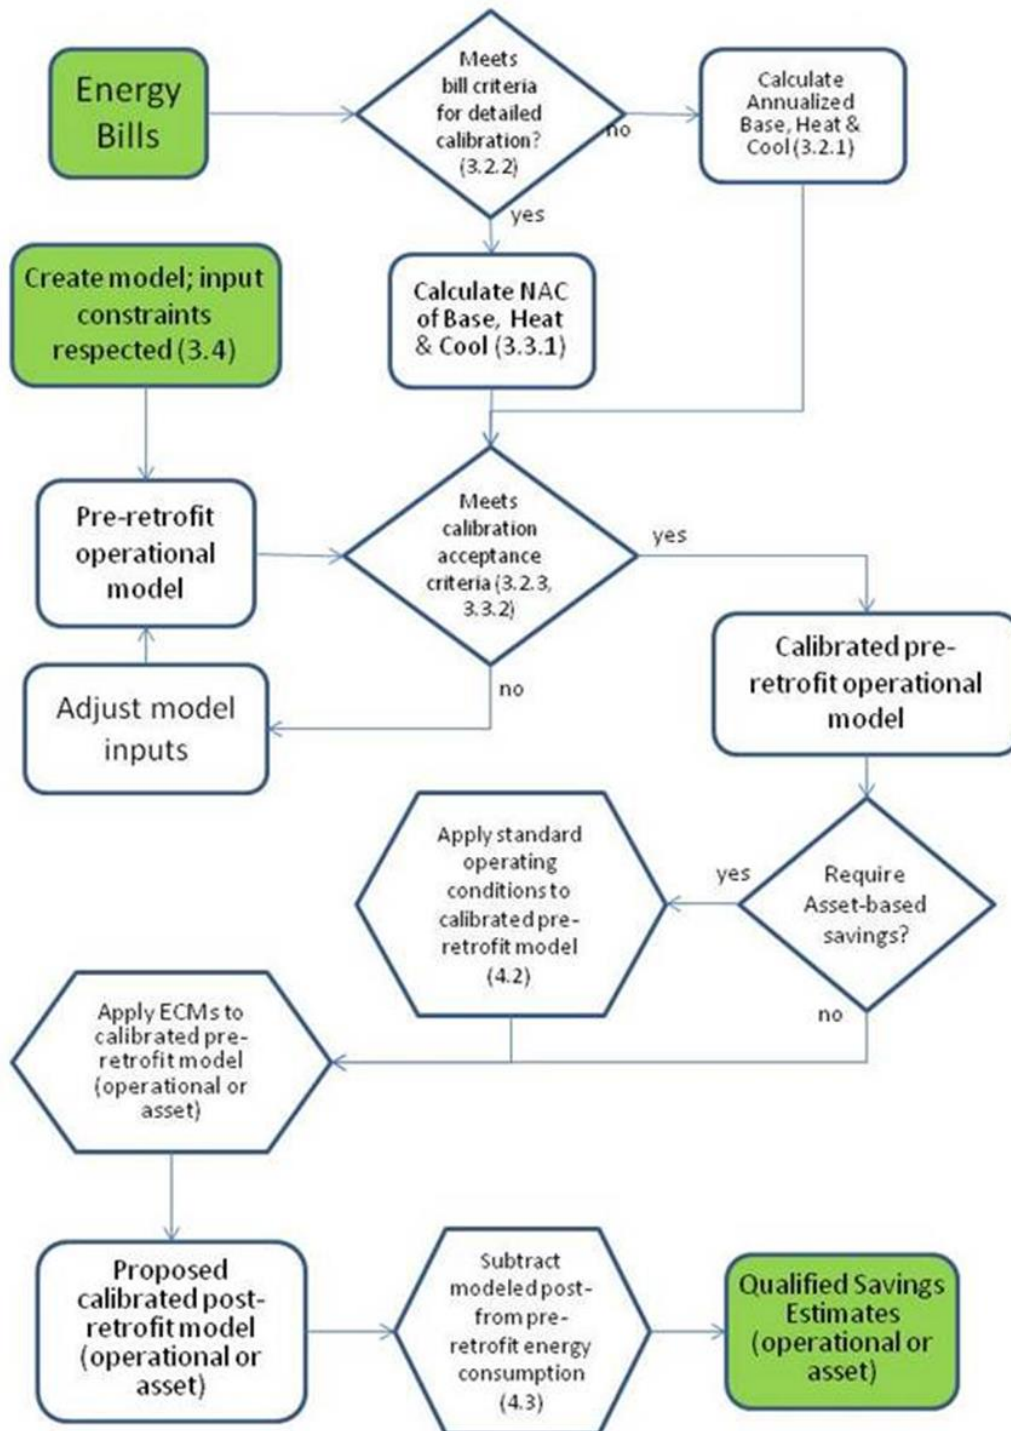 Energy
Bills
Meets
bill criteria
for detailed
calibration?
(3.2.2)
no
Calculate
Annualized
Base, Heat &
Cool (3.2.1)
yes
Create model; input
constraints
respected (3.4)
Calculate NAC
of Base, Heat
& Cool (3.3.1)
Pre-retrofit
operational
model
Meets
calibration
acceptance
criteria (3.2.3,
3.3.2)
yes
no
Adjust model
inputs
Calibrated pre-
retrofit operational
model
Apply standard
operating
conditions to
calibrated pre-
retrofit model
(4.2)
yes
Require
Asset-based
savings?
no
Apply ECMs to
calibrated pre-
retrofit model
(operational or
asset)
Proposed
calibrated post-
retrofit model
(operational or
asset)
Subtract
modeled post-
from pre-
retrofit energy
consumption
(4.3)
Qualified Savings
Estimates
(operational or
asset)